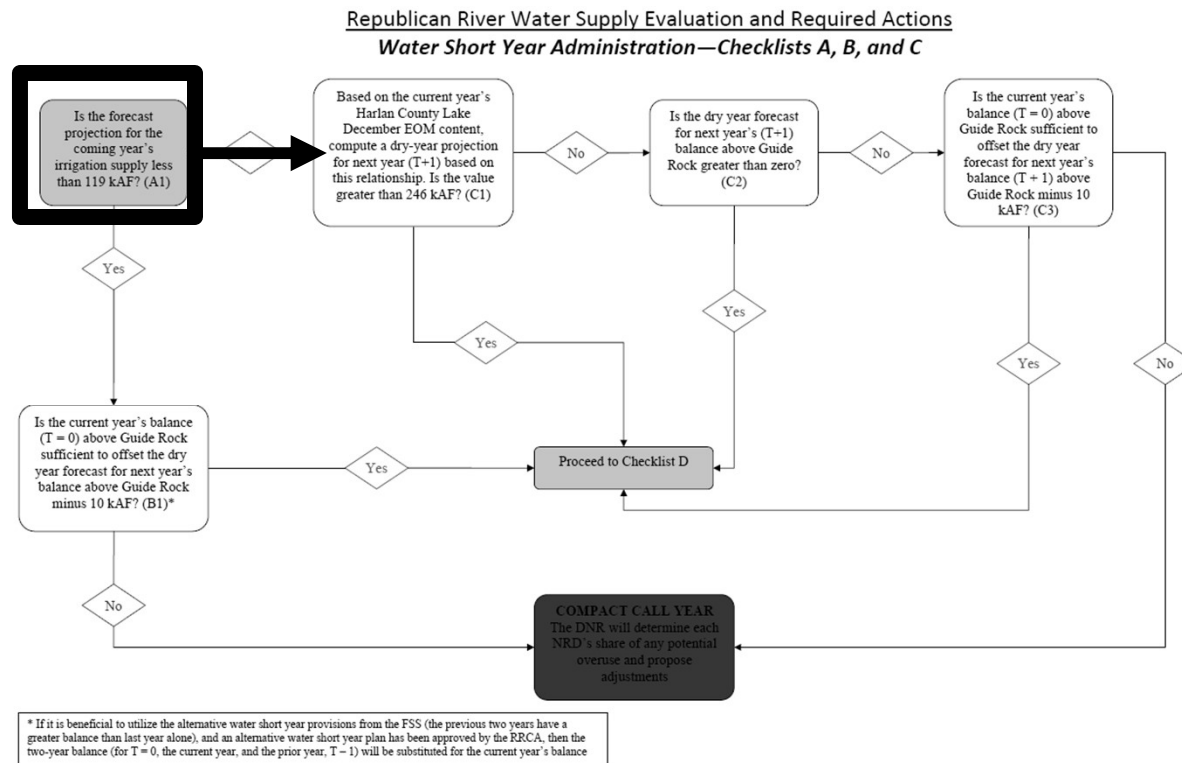 Republican River Water Supply Evaluation and Required Actions
Water Short Year Administration—Checklists A, B, and C
Is the forecast
projection for the
coming year’s
irrigation supply less
than 119 kAF? (A1)
Based on the current year’s
Harlan County Lake
December EOM content,
compute a dry-year projection
for next year (T+1) based on
this relationship. Is the value
greater than 246 kAF? (C1)
No
Is the dry year forecast
for next year’s (T+1)
balance above Guide
Rock greater than zero?
(C2)
No
Is the current year’s
balance (T = 0) above
Guide Rock sufficient to
offset the dry year
forecast for next year’s
balance (T + 1) above
Guide Rock minus 10
kAF? (C3)
Yes
Yes
Yes
Yes
No
Is the current year’s balance
(T = 0) above Guide Rock
sufficient to offset the dry
year forecast for next year’s
balance above Guide Rock
minus 10 kAF? (B1)*
Yes
Proceed to Checklist D
No
COMPACT CALL YEAR
The DNR will determine each
NRD’s share of any potential
overuse and propose
adjustments
* If it is beneficial to utilize the alternative water short year provisions from the FSS (the previous two years have a
greater balance than last year alone), and an alternative water short year plan has been approved by the RRCA, then the
two-year balance (for T = 0, the current year, and the prior year, T – 1) will be substituted for the current year’s balance